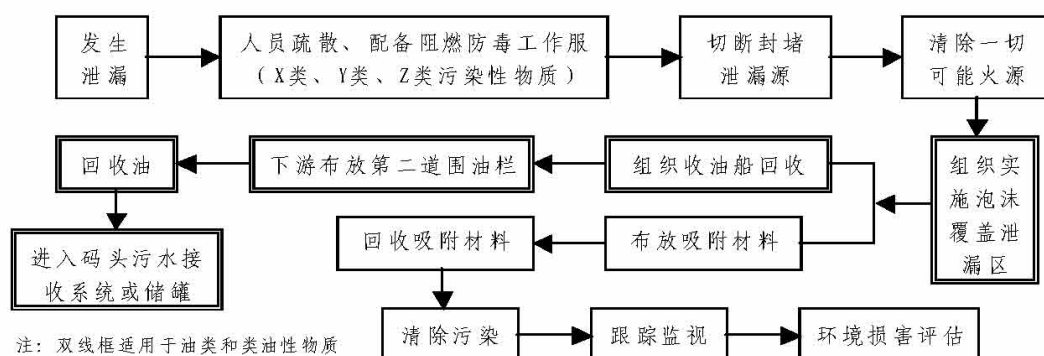 发生
泄漏
人员疏散、配备阻燃防毒工作服
（X类、Y类、Z类污染性物质）
切断封堵
泄漏源
清除一切
可能火源
组织实
施泡沫
覆盖泄
漏区
组织收油船回收
下游布放第二道围油栏
回收油
进入码头污水接
收系统或储罐
布放吸附材料
回收吸附材料
清除污染
跟踪监视
环境损害评估
注：双线框适用于油类和类油性物质